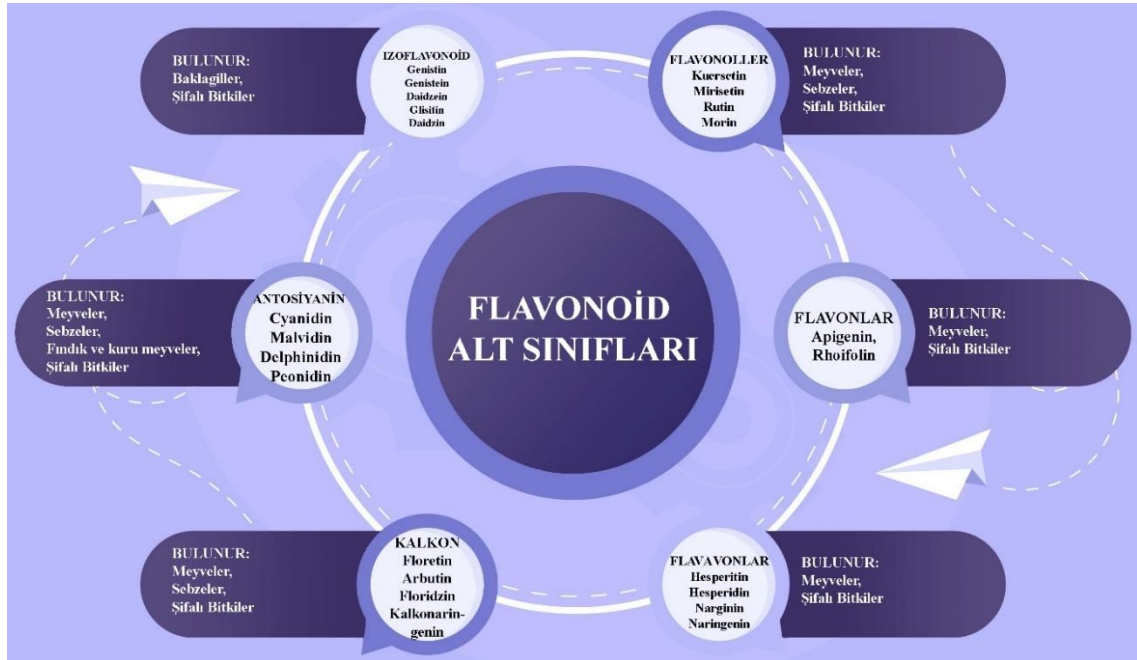 FLAVONOİD
ALT SINIFLARI
BULUNUR:
Baklagiller,
Şifalı Bitkiler
IZOFLAVONOİD
Genistin
Genistein
Daidzein
Glisitin
Daidzin
FLAVONOLLER
Kuersetin
Mirisetin
Rutin
Morin
BULUNUR:
Meyveler,
Sebzeler,
Şifalı Bitkiler
BULUNUR:
Meyveler,
Sebzeler,
Fındık ve kuru meyveler,
Şifalı Bitkiler
ANTOSİYANİN
Cyanidin
Malvidin
Delphinidin
Peonidin
FLAVONLAR
Apigenin,
Rhoifolin
BULUNUR:
Meyveler,
Şifalı Bitkiler
BULUNUR:
Meyveler,
Sebzeler,
Şifalı Bitkiler
KALKON
Floretin
Arbutin
Floridzin
Kalkonarin-
genin
FLAVAVONLAR
Hesperitin
Hesperidin
Narginin
Naringenin
BULUNUR:
Meyveler,
Şifalı Bitkiler